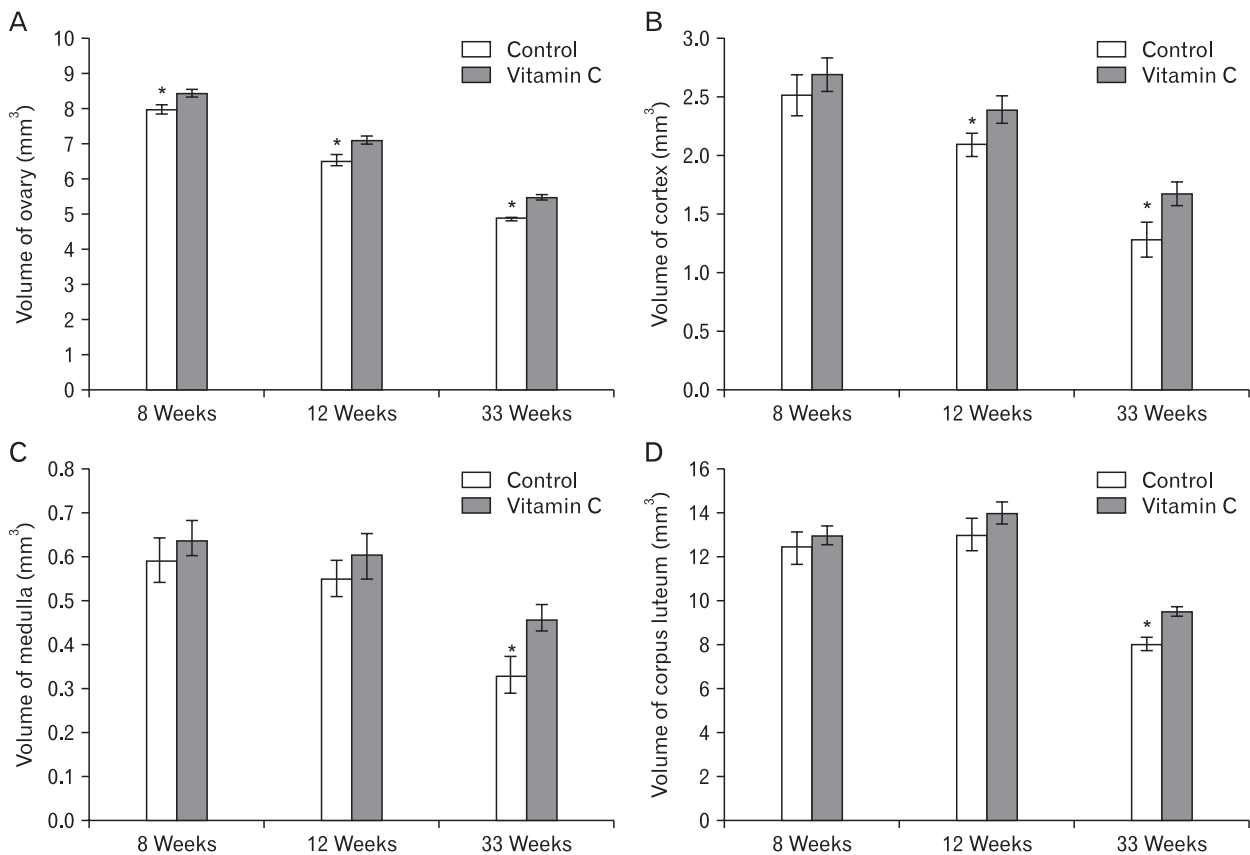 A
Volume of ovary (mm³)
10
9
8
7
6
5
4
3
2
1
0
Control
Vitamin C
*
*
*
8 Weeks
12 Weeks
33 Weeks
B
Volume of cortex (mm³)
3.0
2.5
2.0
1.5
1.0
0.5
0.0
Control
Vitamin C
*
*
8 Weeks
12 Weeks
33 Weeks
C
Volume of medulla (mm³)
0.8
0.7
0.6
0.5
0.4
0.3
0.2
0.1
0.0
Control
Vitamin C
*
8 Weeks
12 Weeks
33 Weeks
D
Volume of corpus luteum (mm³)
16
14
12
10
8
6
4
2
0
Control
Vitamin C
*
8 Weeks
12 Weeks
33 Weeks